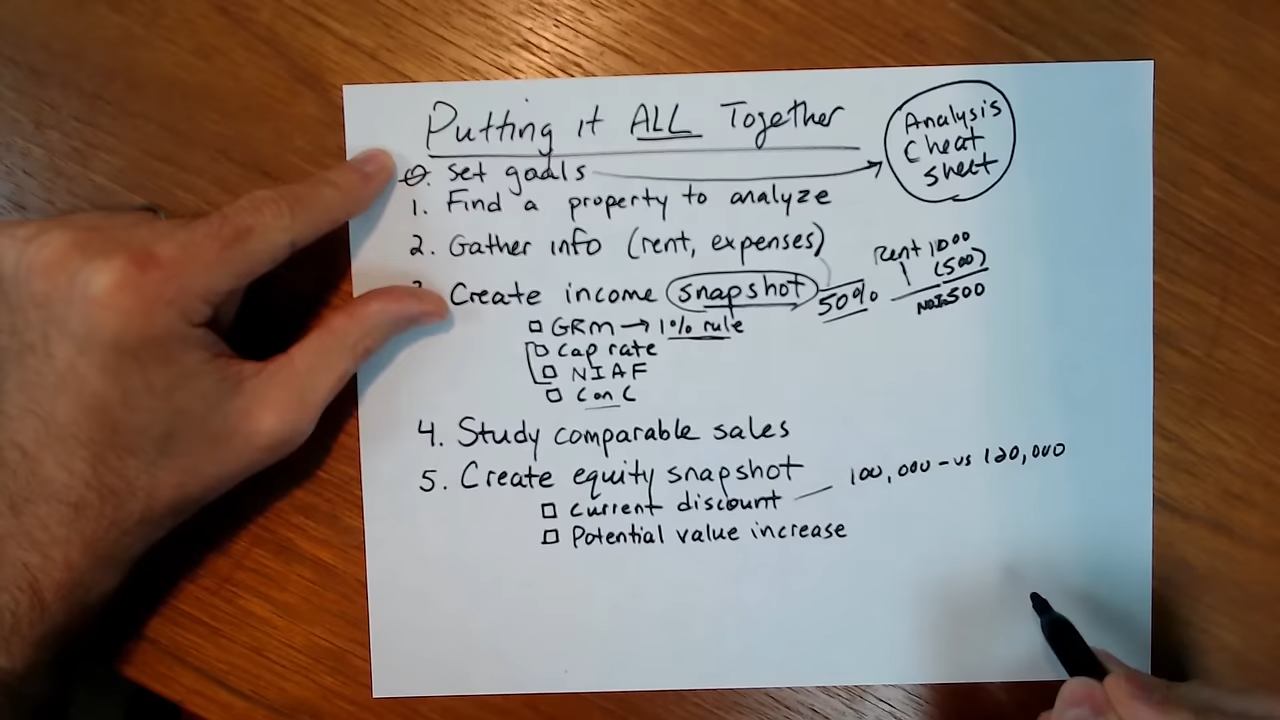 Putting it ALL Together
Analysis
Cheat
Sheet
0. Set goals
1. Find a property to analyze
2. Gather info (rent, expenses)
Rent 1000
(500)
NOI 500
50%
Create income snapshot
GRM → 1% rule
Cap rate
NIAF
ConC
4. Study comparable sales
5. Create equity snapshot
Current discount — 100,000 - vs 120,000
Potential value increase